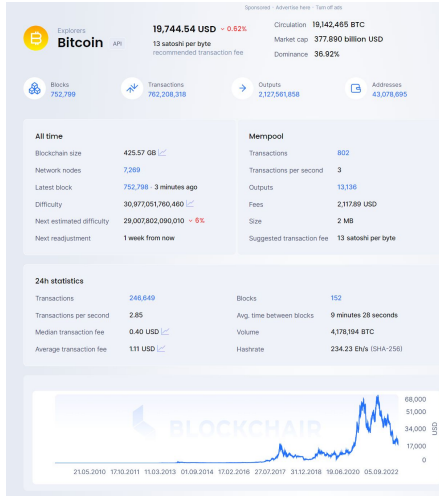 Sponsored · Advertise here · Turn off ads
Explorers
Bitcoin API
19,744.54 USD 0.62%
13 satoshi per byte
recommended transaction fee
Circulation 19,142,465 BTC
Market cap 377.890 billion USD
Dominance 36.92%
Blocks
752,799
Transactions
762,208,318
Outputs
2,127,561,858
Addresses
43,078,695
All time
Blockchain size 425.57 GB
Network nodes 7,269
Latest block 752,798 · 3 minutes ago
Difficulty 30,977,051,760,460
Next estimated difficulty 29,007,802,090,010 6%
Next readjustment 1 week from now
Mempool
Transactions 802
Transactions per second 3
Outputs 13,136
Fees 2,117.89 USD
Size 2 MB
Suggested transaction fee 13 satoshi per byte
24h statistics
Transactions 246,649
Transactions per second 2.85
Median transaction fee 0.40 USD
Average transaction fee 1.11 USD
Blocks 152
Avg. time between blocks 9 minutes 28 seconds
Volume 4,178,194 BTC
Hashrate 234.23 Eh/s (SHA-256)
BLOCKCHAIR
68,000
51,000
34,000
17,000
0
USD
21.05.2010 17.10.2011 11.03.2013 01.09.2014 17.02.2016 27.07.2017 31.12.2018 19.06.2020 05.09.2022